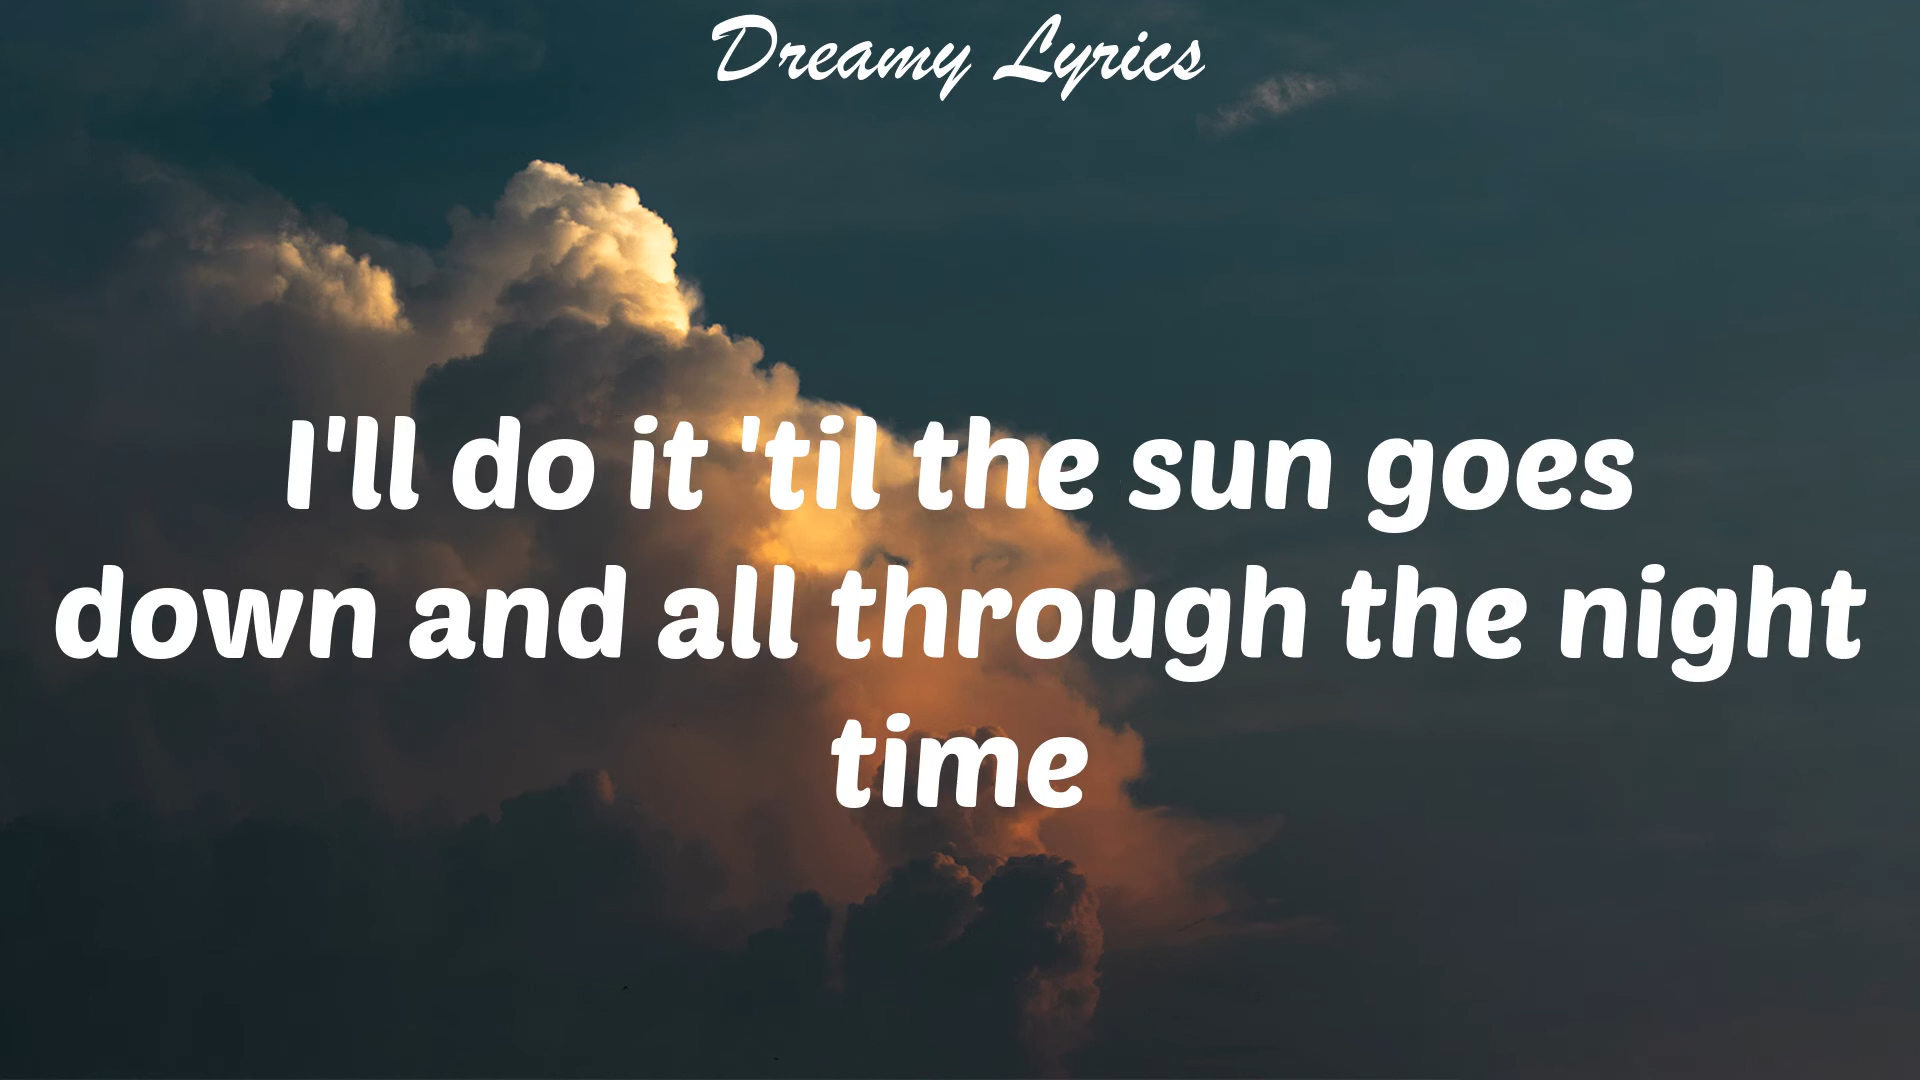 Dreamy Lyrics
I'll do it 'til the sun goes
down and all through the night
time